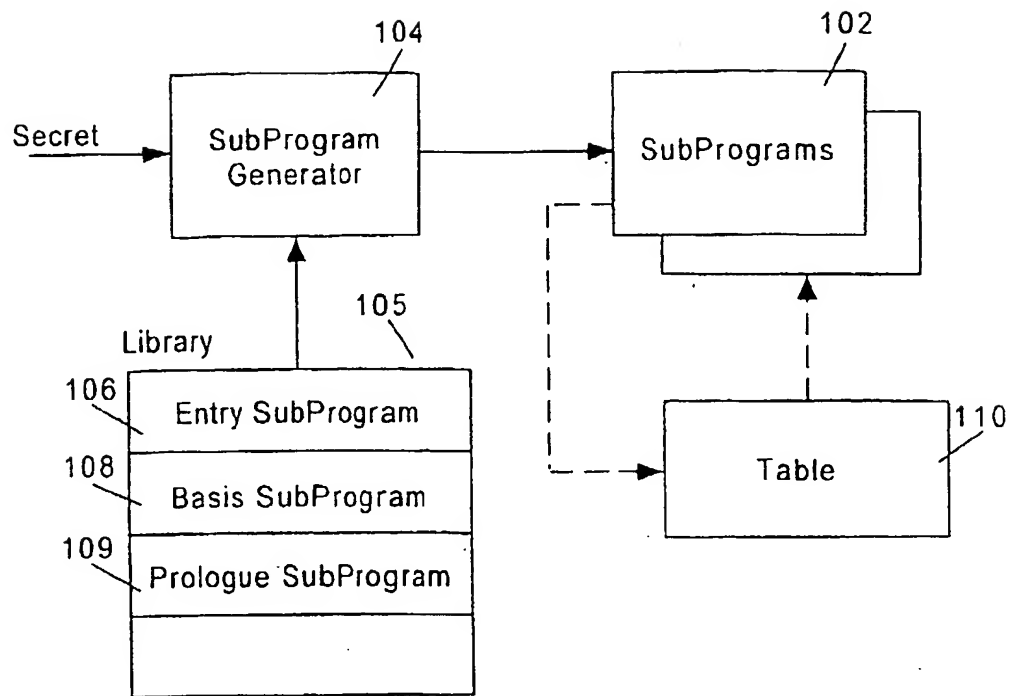 104
102
Secret
SubProgram
Generator
SubPrograms
105
Library
106
Entry SubProgram
110
108
Basis SubProgram
Table
109
Prologue SubProgram